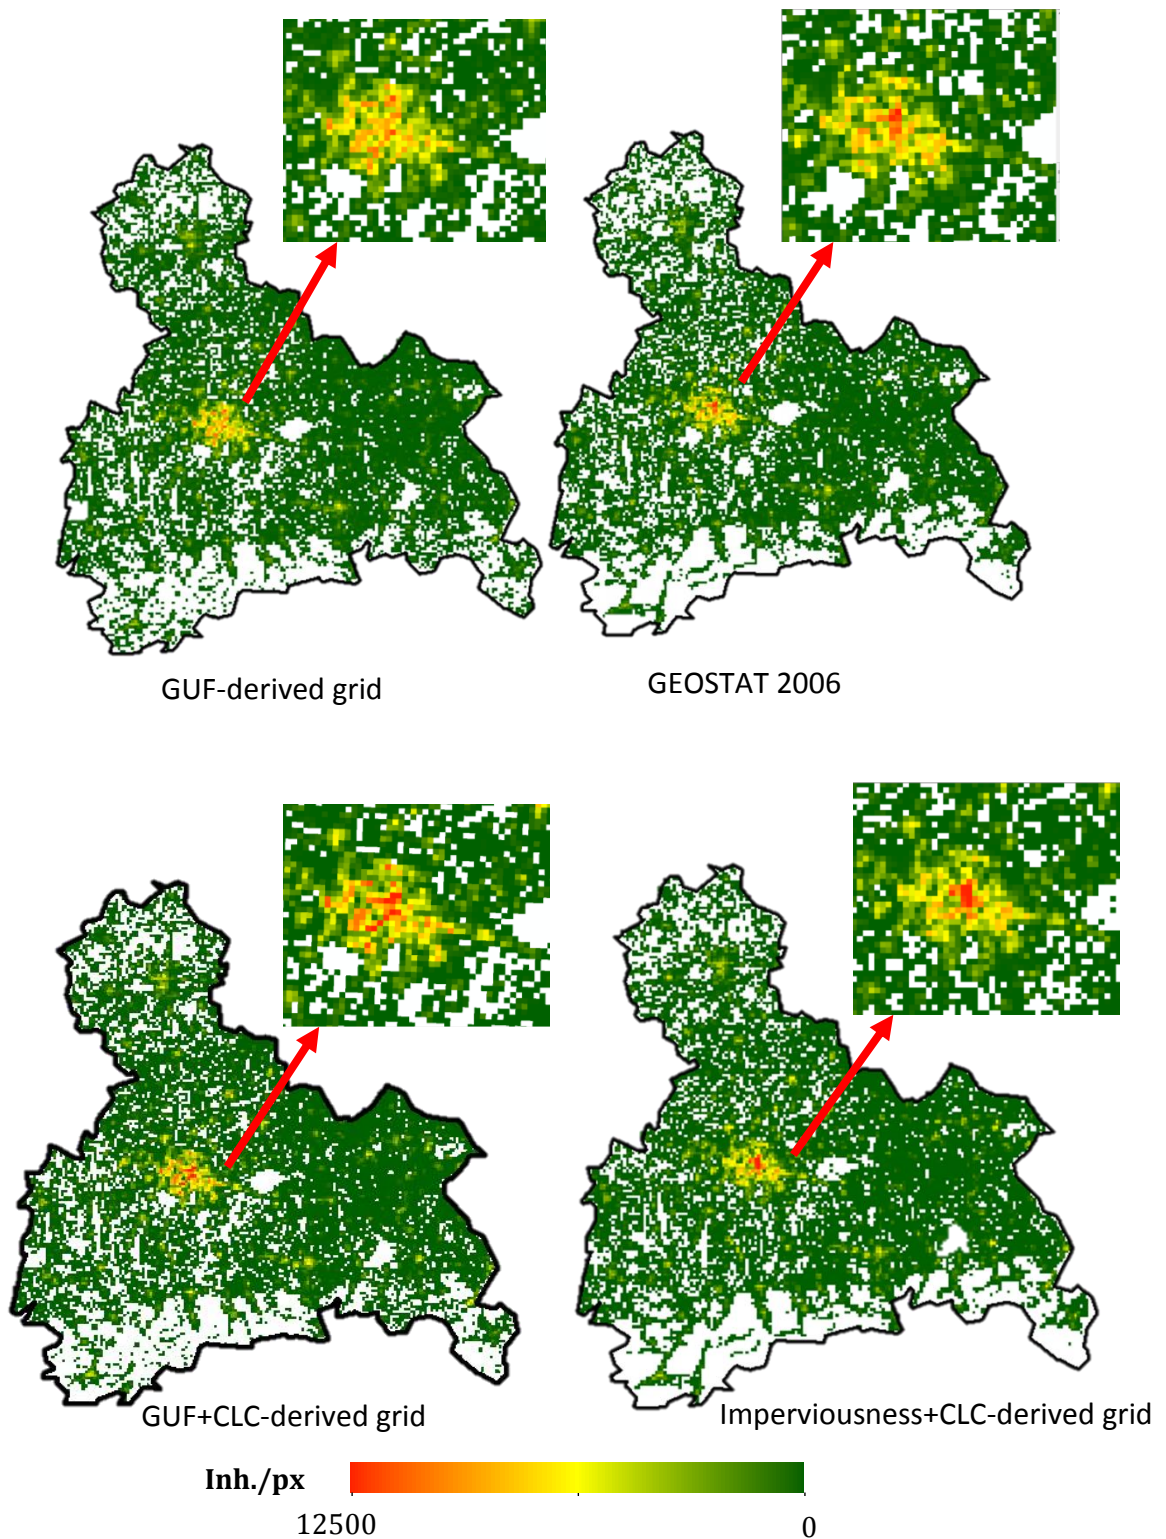 GUF-derived grid
GEOSTAT 2006
GUF+CLC-derived grid
Imperviousness+CLC-derived grid
Inh./px
12500
0